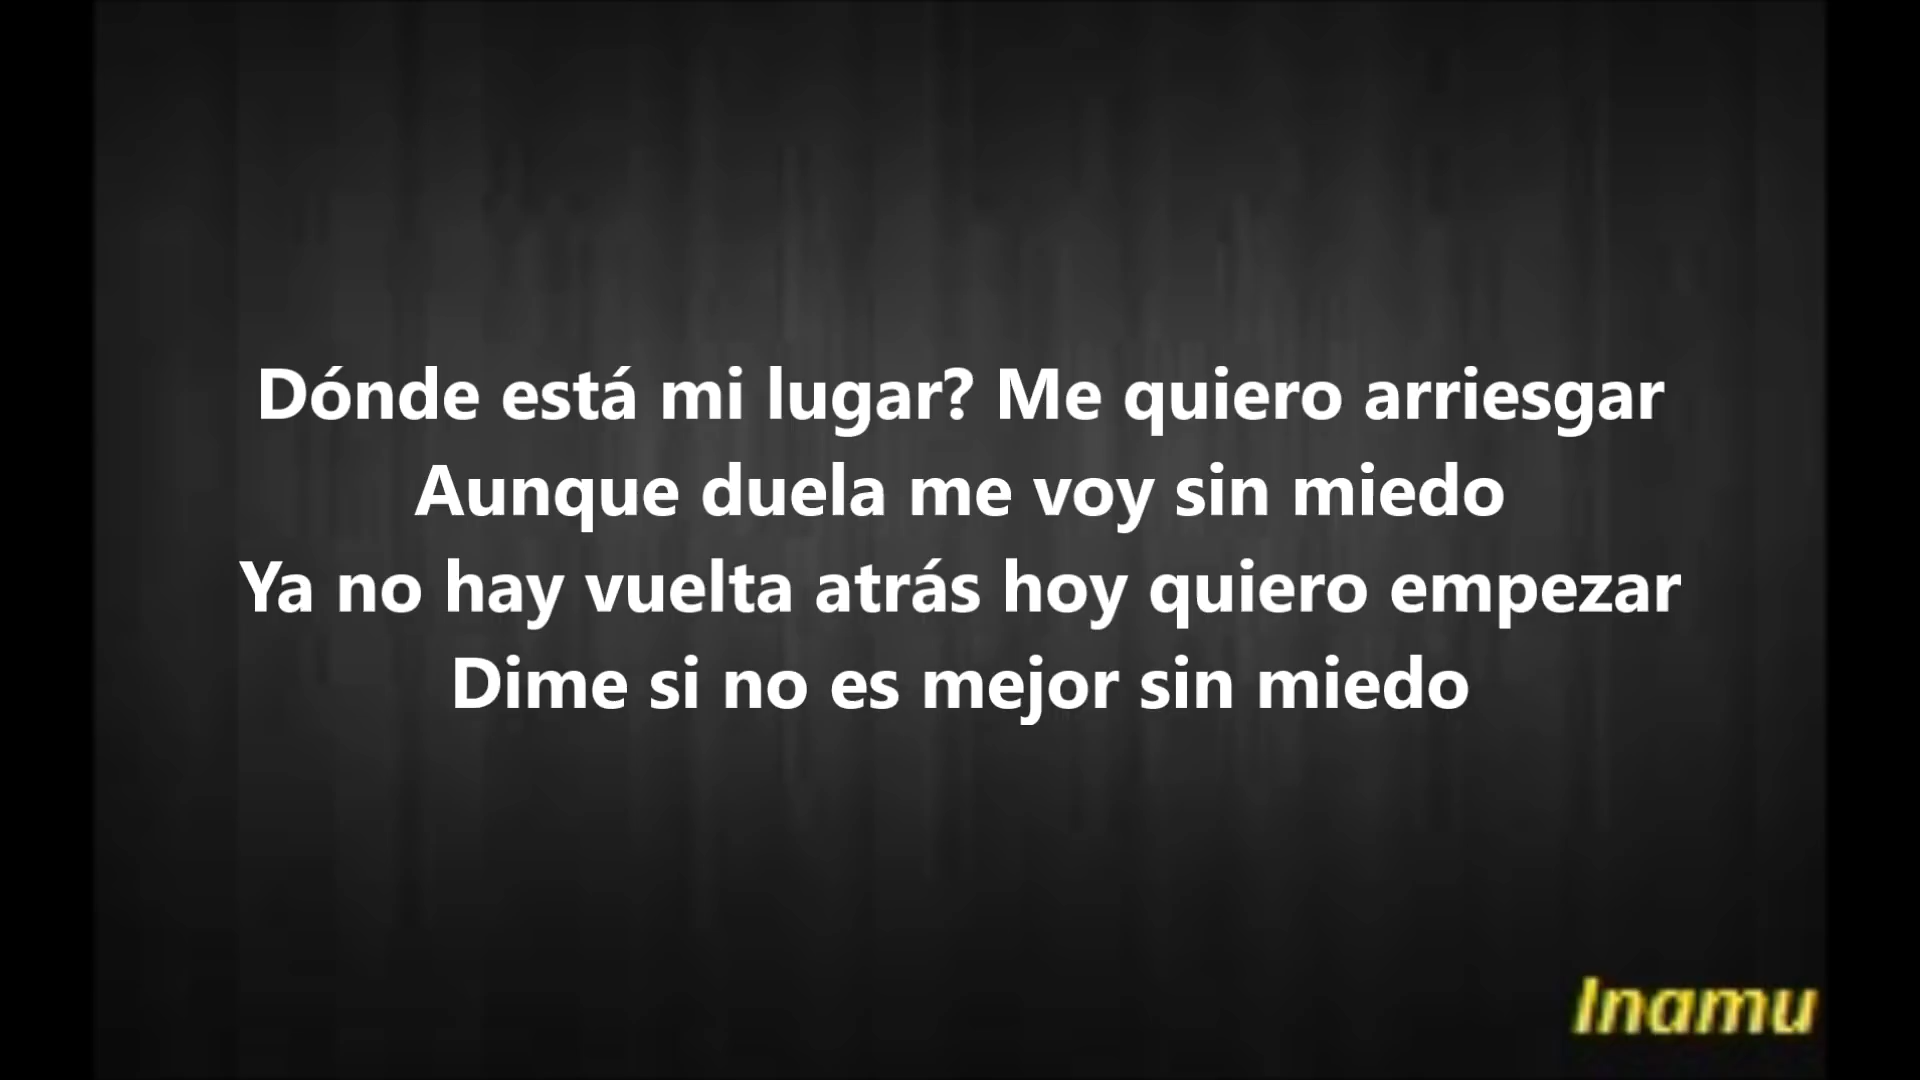 Dónde está mi lugar? Me quiero arriesgar
Aunque duela me voy sin miedo
Ya no hay vuelta atrás hoy quiero empezar
Dime si no es mejor sin miedo
Inamu